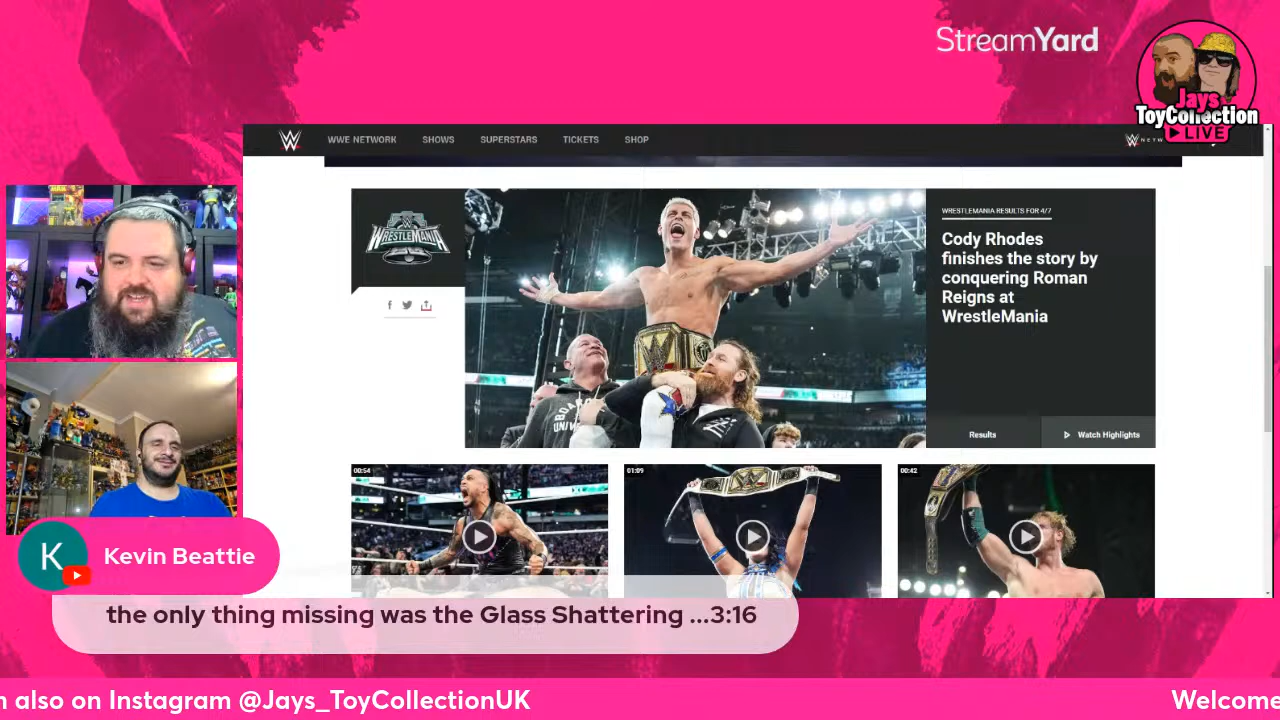 StreamYard
Jays
ToyCollection
LIVE
WWE NETWORK SHOWS SUPERSTARS TICKETS SHOP
WRESTLEMANIA
WRESTLEMANIA RESULTS FOR 4/7
Cody Rhodes
finishes the story by
conquering Roman
Reigns at
WrestleMania
Results
Watch Highlights
00:54
01:09
00:42
K
Kevin Beattie
the only thing missing was the Glass Shattering ...3:16
also on Instagram @Jays_ToyCollectionUK
Welcome